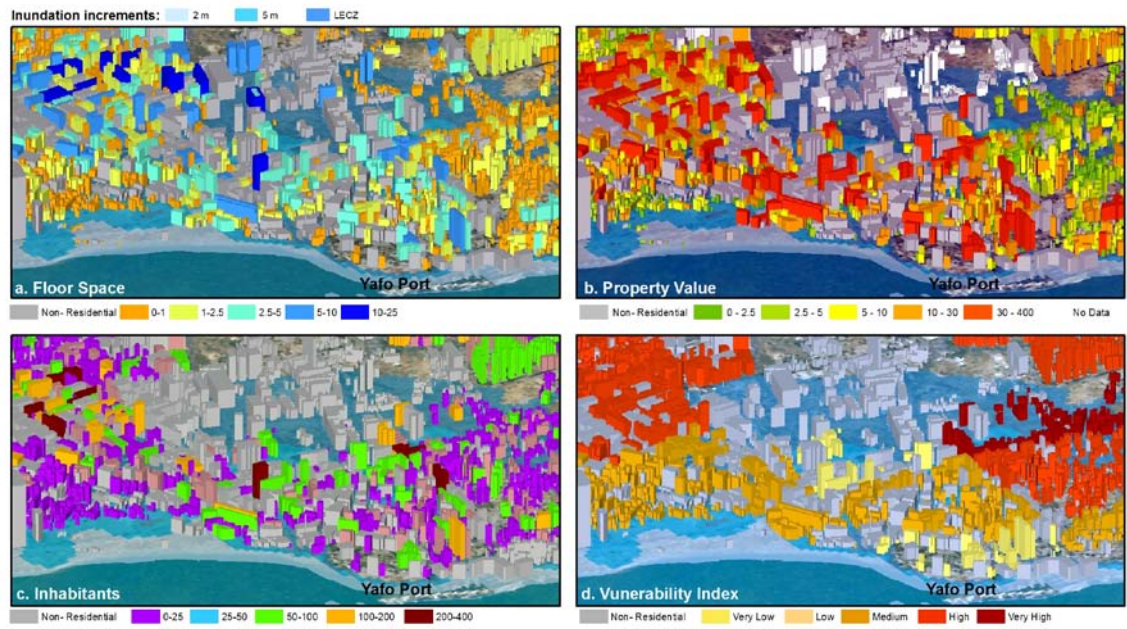 Inundation increments: 2 m 5 m LECZ
Yafo Port
a. Floor Space
Non- Residential 0-1 1-2.5 2.5-5 5-10 10-25
Yafo Port
b. Property Value
Non- Residential 0 - 2.5 2.5 - 5 5 - 10 10 - 30 30 - 400 No Data
Yafo Port
c. Inhabitants
Non- Residential 0-25 25-50 50-100 100-200 200-400
Yafo Port
d. Vunerability Index
Non- Residential Very Low Low Medium High Very High